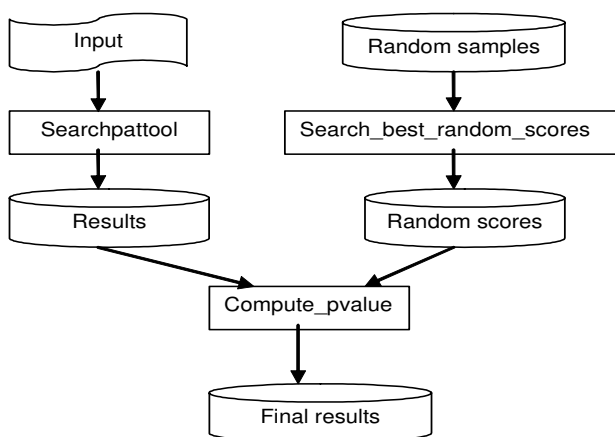 Input
Random samples
Searchpattool
Search_best_random_scores
Results
Random scores
Compute_pvalue
Final results